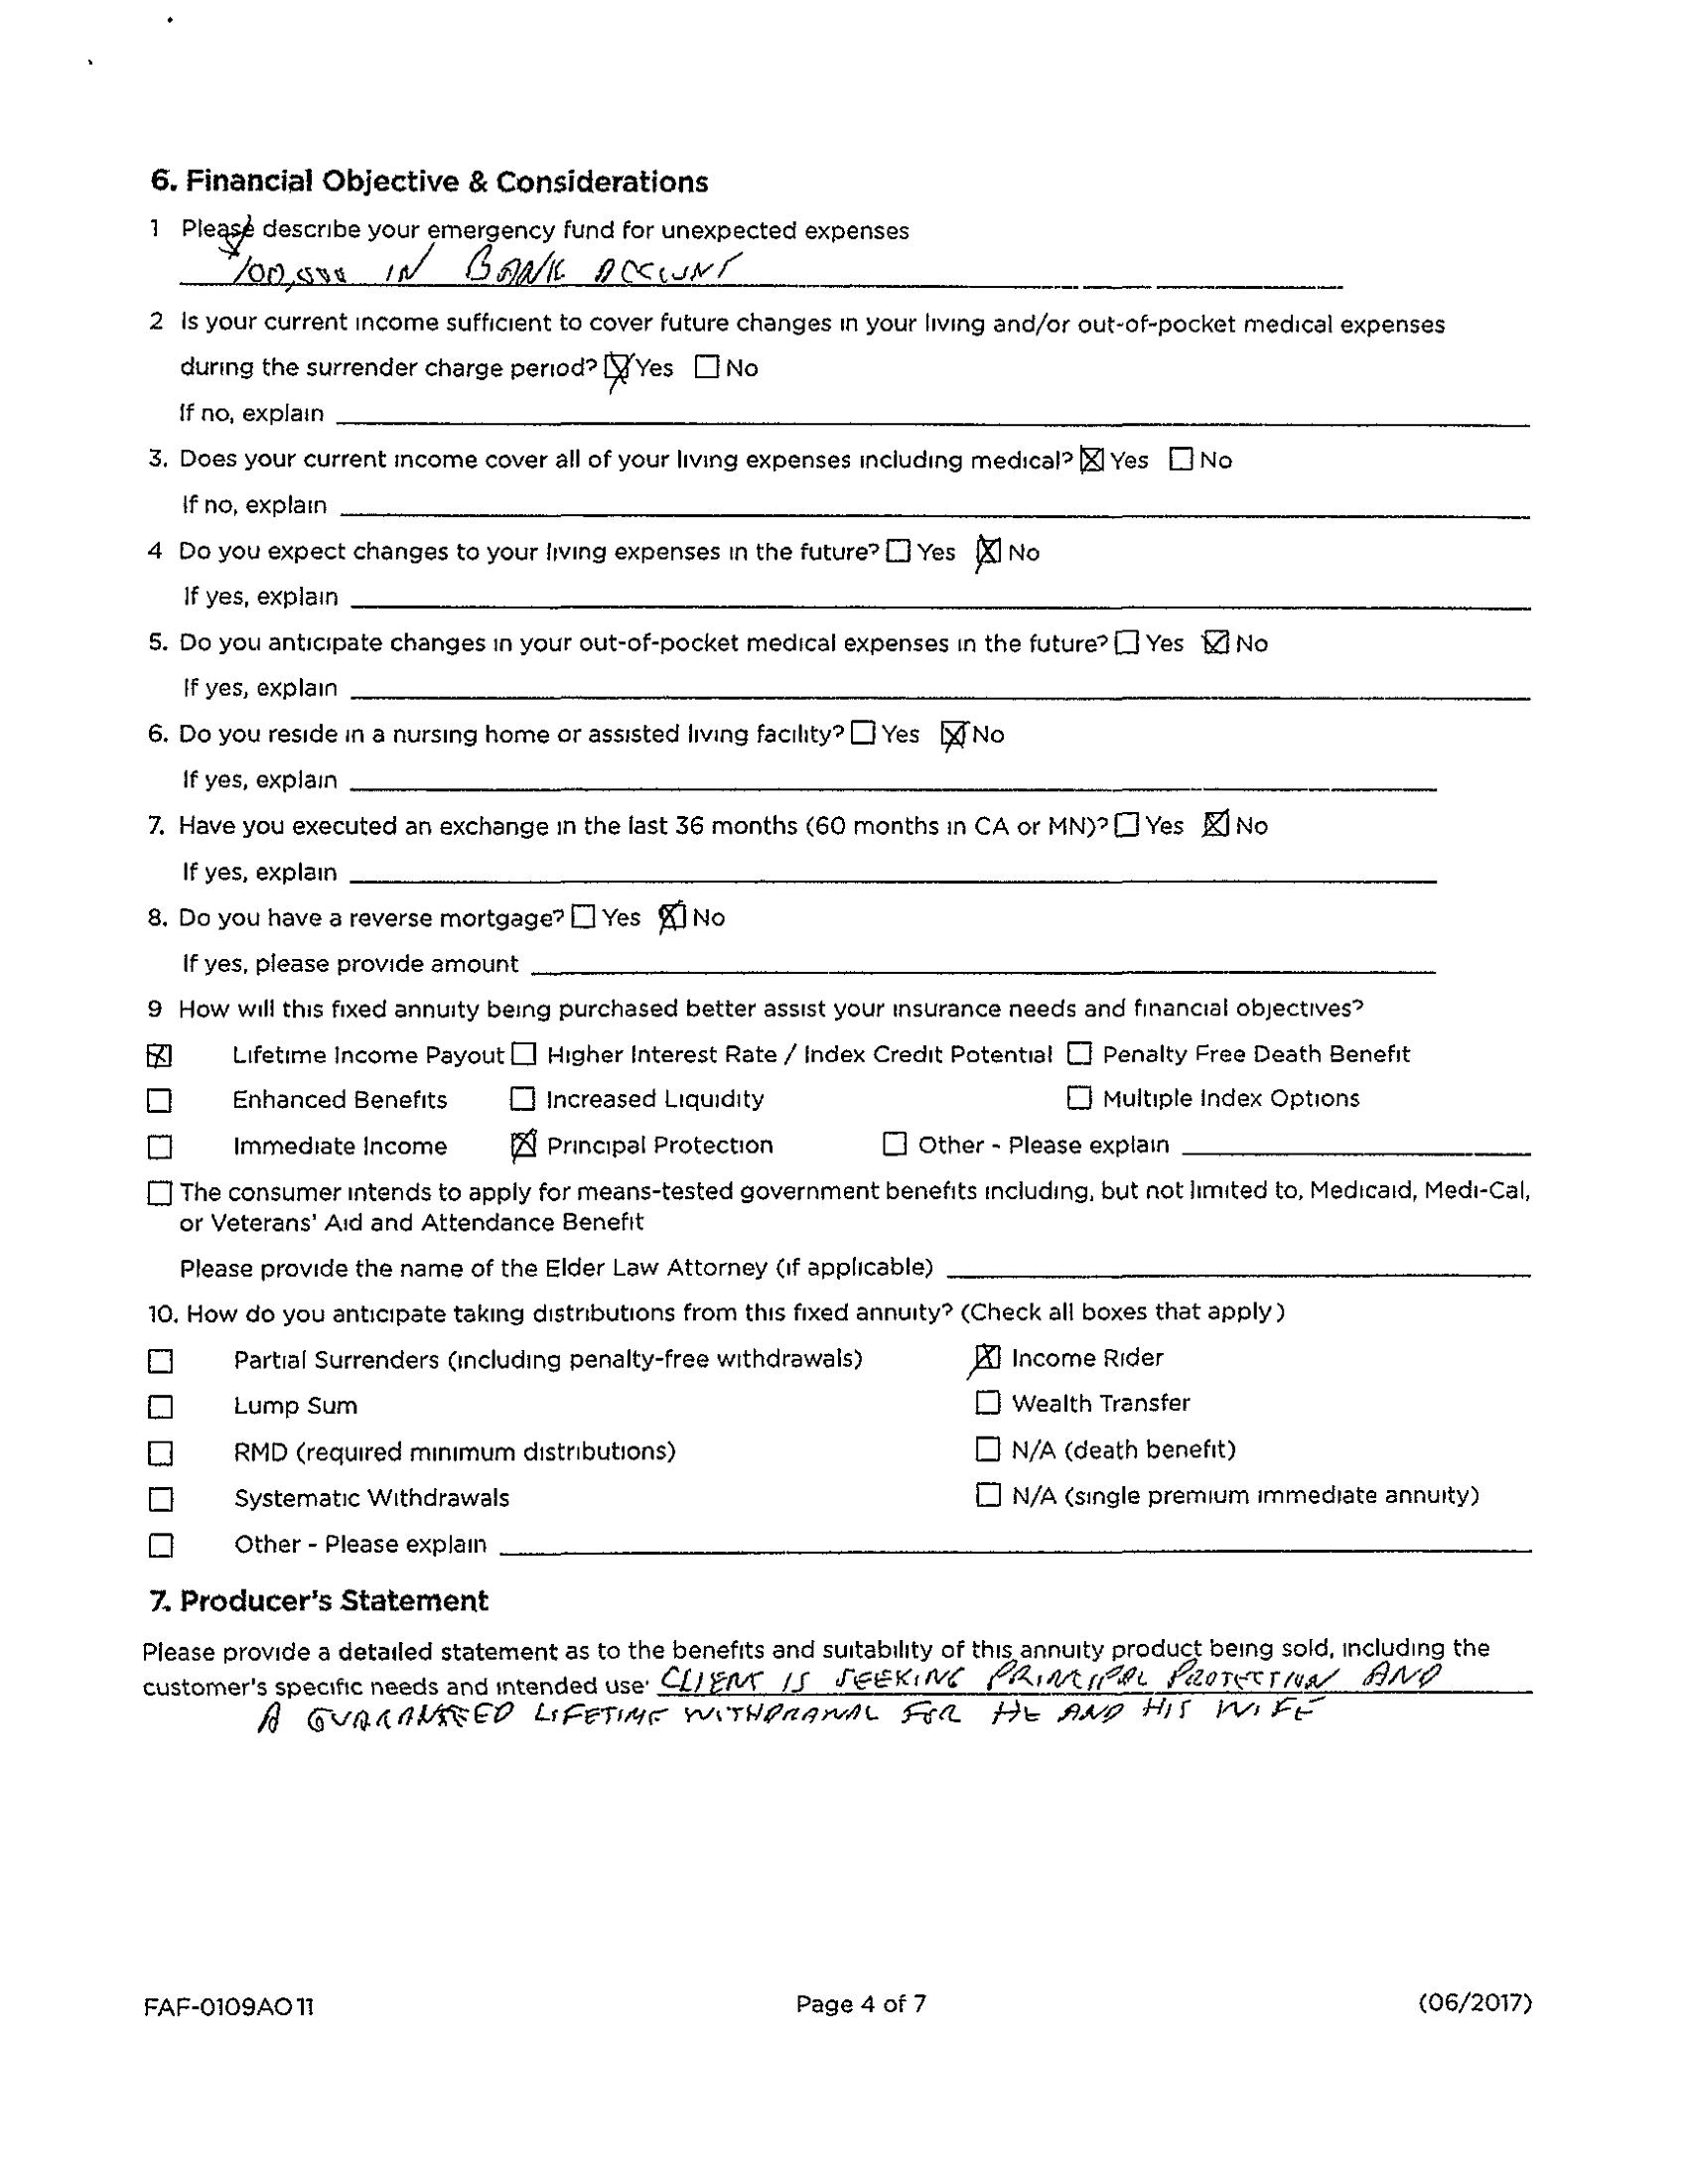 6. Financial Objective & Considerations
1 Please describe your emergency fund for unexpected expenses
100,000 IN BANK ACCOUNT
2 Is your current income sufficient to cover future changes in your living and/or out-of-pocket medical expenses
during the surrender charge period? ☒ Yes ☐ No
If no, explain
3. Does your current income cover all of your living expenses including medical? ☒ Yes ☐ No
If no, explain
4 Do you expect changes to your living expenses in the future? ☐ Yes ☒ No
If yes, explain
5. Do you anticipate changes in your out-of-pocket medical expenses in the future? ☐ Yes ☑ No
If yes, explain
6. Do you reside in a nursing home or assisted living facility? ☐ Yes ☒ No
If yes, explain
7. Have you executed an exchange in the last 36 months (60 months in CA or MN)? ☐ Yes ☒ No
If yes, explain
8. Do you have a reverse mortgage? ☐ Yes ☒ No
If yes, please provide amount
9 How will this fixed annuity being purchased better assist your insurance needs and financial objectives?
☒ Lifetime Income Payout ☐ Higher Interest Rate / Index Credit Potential ☐ Penalty Free Death Benefit
☐ Enhanced Benefits ☐ Increased Liquidity ☐ Multiple Index Options
☐ Immediate Income ☒ Principal Protection ☐ Other - Please explain
☐ The consumer intends to apply for means-tested government benefits including, but not limited to, Medicaid, Medi-Cal,
or Veterans' Aid and Attendance Benefit
Please provide the name of the Elder Law Attorney (if applicable)
10. How do you anticipate taking distributions from this fixed annuity? (Check all boxes that apply)
☐ Partial Surrenders (including penalty-free withdrawals) ☒ Income Rider
☐ Lump Sum ☐ Wealth Transfer
☐ RMD (required minimum distributions) ☐ N/A (death benefit)
☐ Systematic Withdrawals ☐ N/A (single premium immediate annuity)
☐ Other - Please explain
7. Producer's Statement
Please provide a detailed statement as to the benefits and suitability of this annuity product being sold, including the
customer's specific needs and intended use: CLIENT IS SEEKING PRINCIPAL PROTECTION AND
A GUARANTEED LIFETIME WITHDRAWAL FOR HE AND HIS WIFE
FAF-0109AO 11 Page 4 of 7 (06/2017)